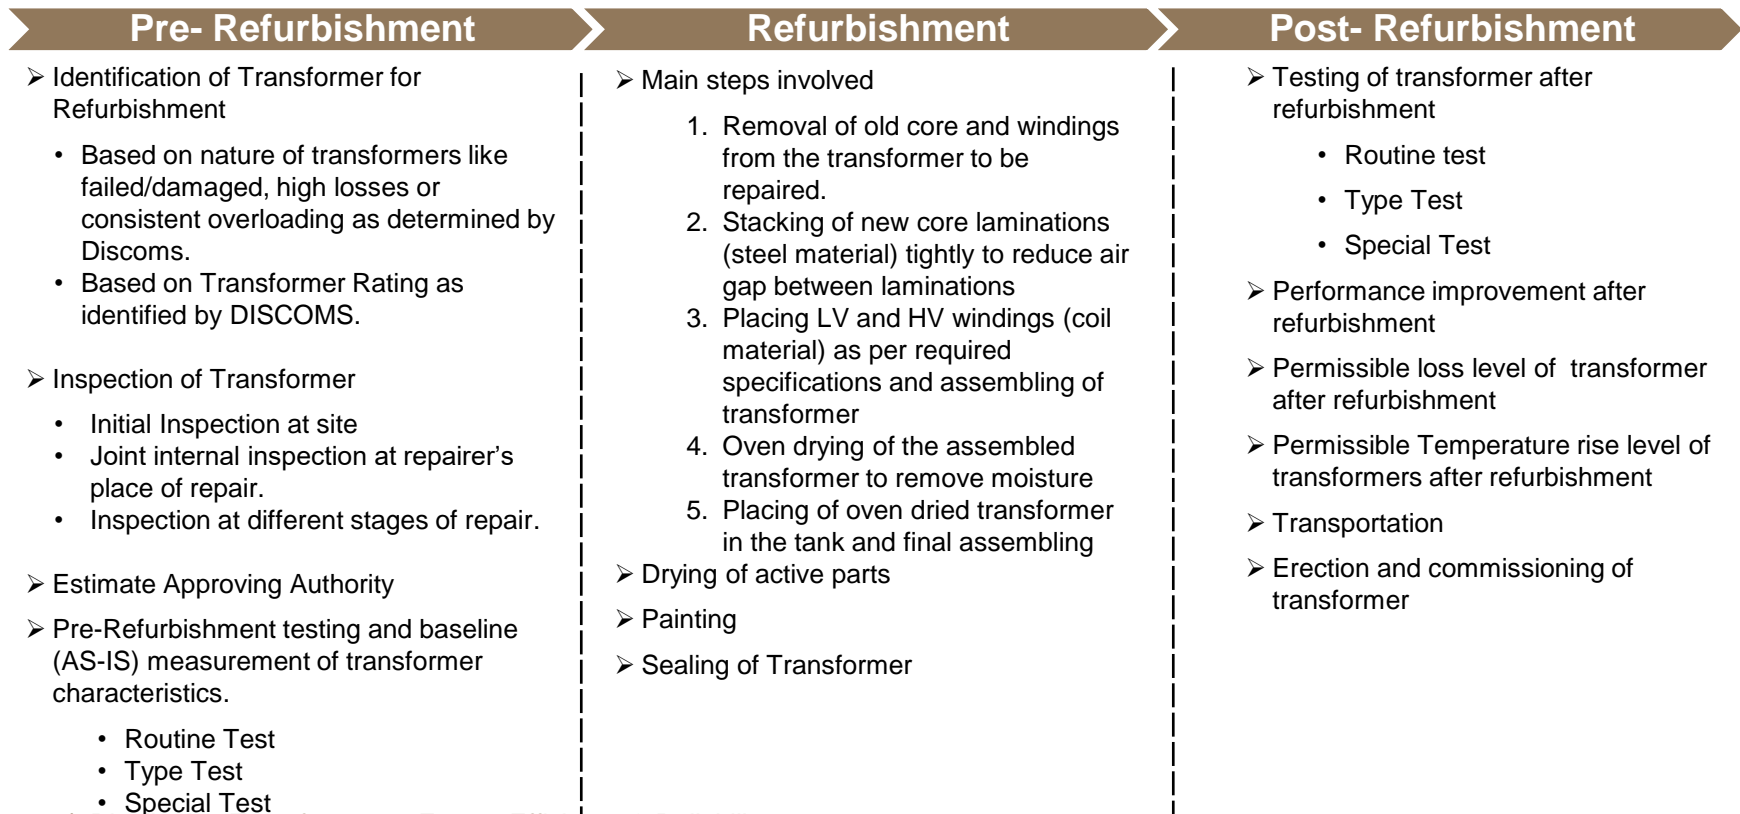 Pre- Refurbishment
➢ Identification of Transformer for
Refurbishment
• Based on nature of transformers like
failed/damaged, high losses or
consistent overloading as determined by
Discoms.
• Based on Transformer Rating as
identified by DISCOMS.
➢ Inspection of Transformer
• Initial Inspection at site
• Joint internal inspection at repairer's
place of repair.
• Inspection at different stages of repair.
➢ Estimate Approving Authority
➢ Pre-Refurbishment testing and baseline
(AS-IS) measurement of transformer
characteristics.
• Routine Test
• Type Test
• Special Test
Refurbishment
➢ Main steps involved
1. Removal of old core and windings
from the transformer to be
repaired.
2. Stacking of new core laminations
(steel material) tightly to reduce air
gap between laminations
3. Placing LV and HV windings (coil
material) as per required
specifications and assembling of
transformer
4. Oven drying of the assembled
transformer to remove moisture
5. Placing of oven dried transformer
in the tank and final assembling
➢ Drying of active parts
➢ Painting
➢ Sealing of Transformer
Post- Refurbishment
➢ Testing of transformer after
refurbishment
• Routine test
• Type Test
• Special Test
➢ Performance improvement after
refurbishment
➢ Permissible loss level of transformer
after refurbishment
➢ Permissible Temperature rise level of
transformers after refurbishment
➢ Transportation
➢ Erection and commissioning of
transformer